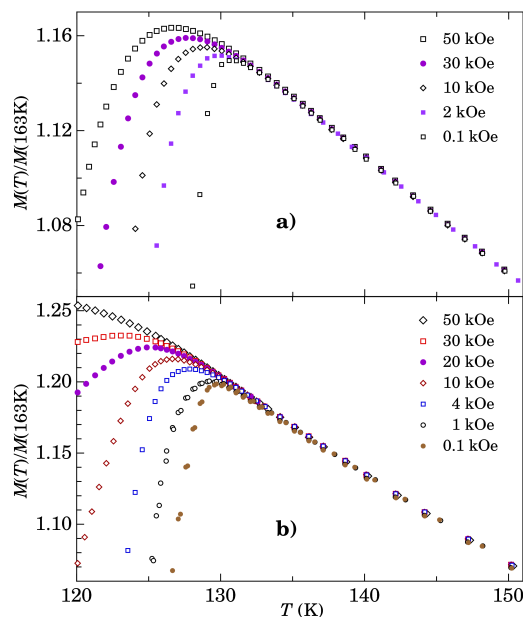 1.16
1.12
1.08
M(T)/M(163K)
50 kOe
30 kOe
10 kOe
2 kOe
0.1 kOe
a)
1.25
1.20
1.15
1.10
M(T)/M(163K)
50 kOe
30 kOe
20 kOe
10 kOe
4 kOe
1 kOe
0.1 kOe
b)
120 130 140 150
T (K)